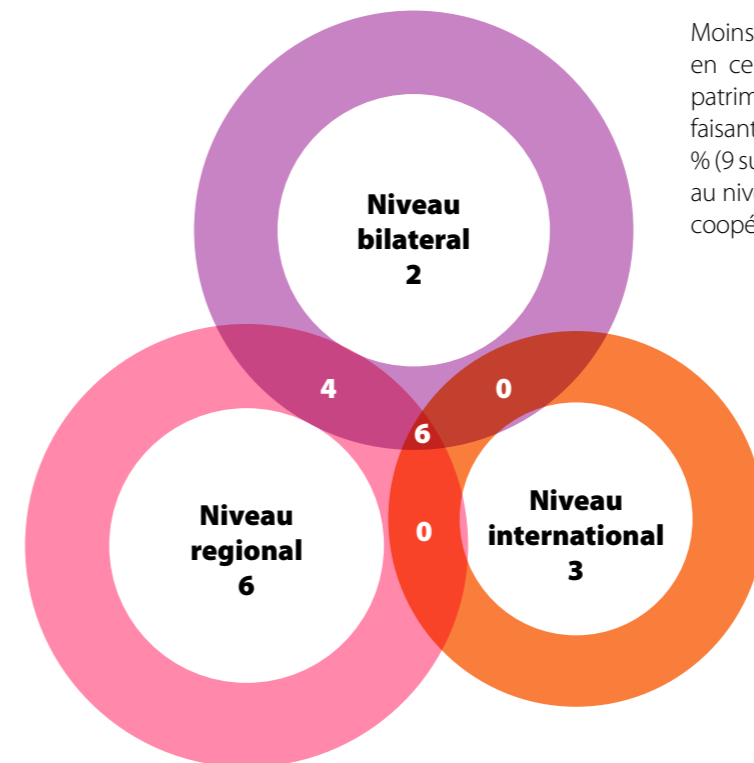 Moins
en ce
patrim
faisant
% (9 su
au nive
coopé
Niveau
bilateral
2
4
0
6
Niveau
regional
6
0
Niveau
international
3